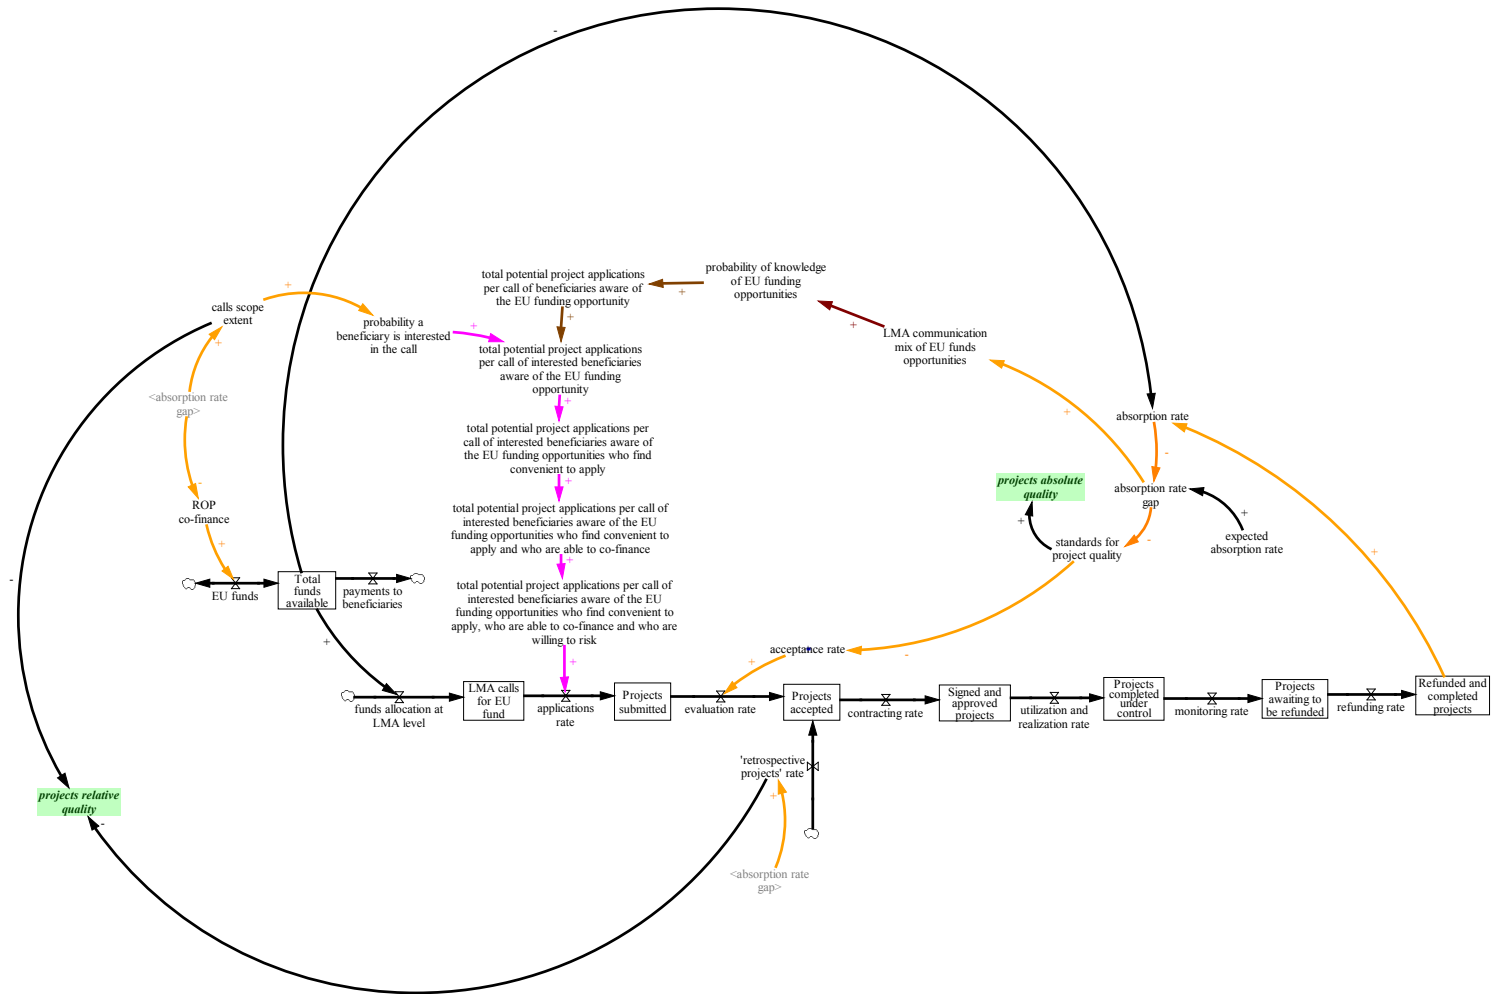 -
total potential project applications
per call of beneficiaries aware of
the EU funding opportunity
+
probability of knowledge
of EU funding
opportunities
+
+
calls scope
extent
+
probability a
beneficiary is interested
in the call
+
+
total potential project applications
per call of interested beneficiaries
aware of the EU funding
opportunity
+
LMA communication
mix of EU funds
opportunities
+
<absorption rate
gap>
-
ROP
co-finance
+
total potential project applications per
call of interested beneficiaries aware of
the EU funding opportunities who find
convenient to apply
+
total potential project applications per call of
interested beneficiaries aware of the EU
funding opportunities who find convenient to
apply and who are able to co-finance
+
total potential project applications per call of
interested beneficiaries aware of the EU
funding opportunities who find convenient to
apply, who are able to co-finance and who are
willing to risk
+
absorption rate
-
absorption rate
gap
+
expected
absorption rate
projects absolute
quality
+
standards for
project quality
-
+
-
EU funds
Total
funds
available
payments to
beneficiaries
+
acceptance rate
+
-
funds allocation at
LMA level
LMA calls
for EU
fund
applications
rate
Projects
submitted
evaluation rate
Projects
accepted
contracting rate
Signed and
approved
projects
utilization and
realization rate
Projects
completed
under
control
monitoring rate
Projects
awaiting to
be refunded
refunding rate
Refunded and
completed
projects
+
'retrospective
projects' rate
+
<absorption rate
gap>
projects relative
quality
-